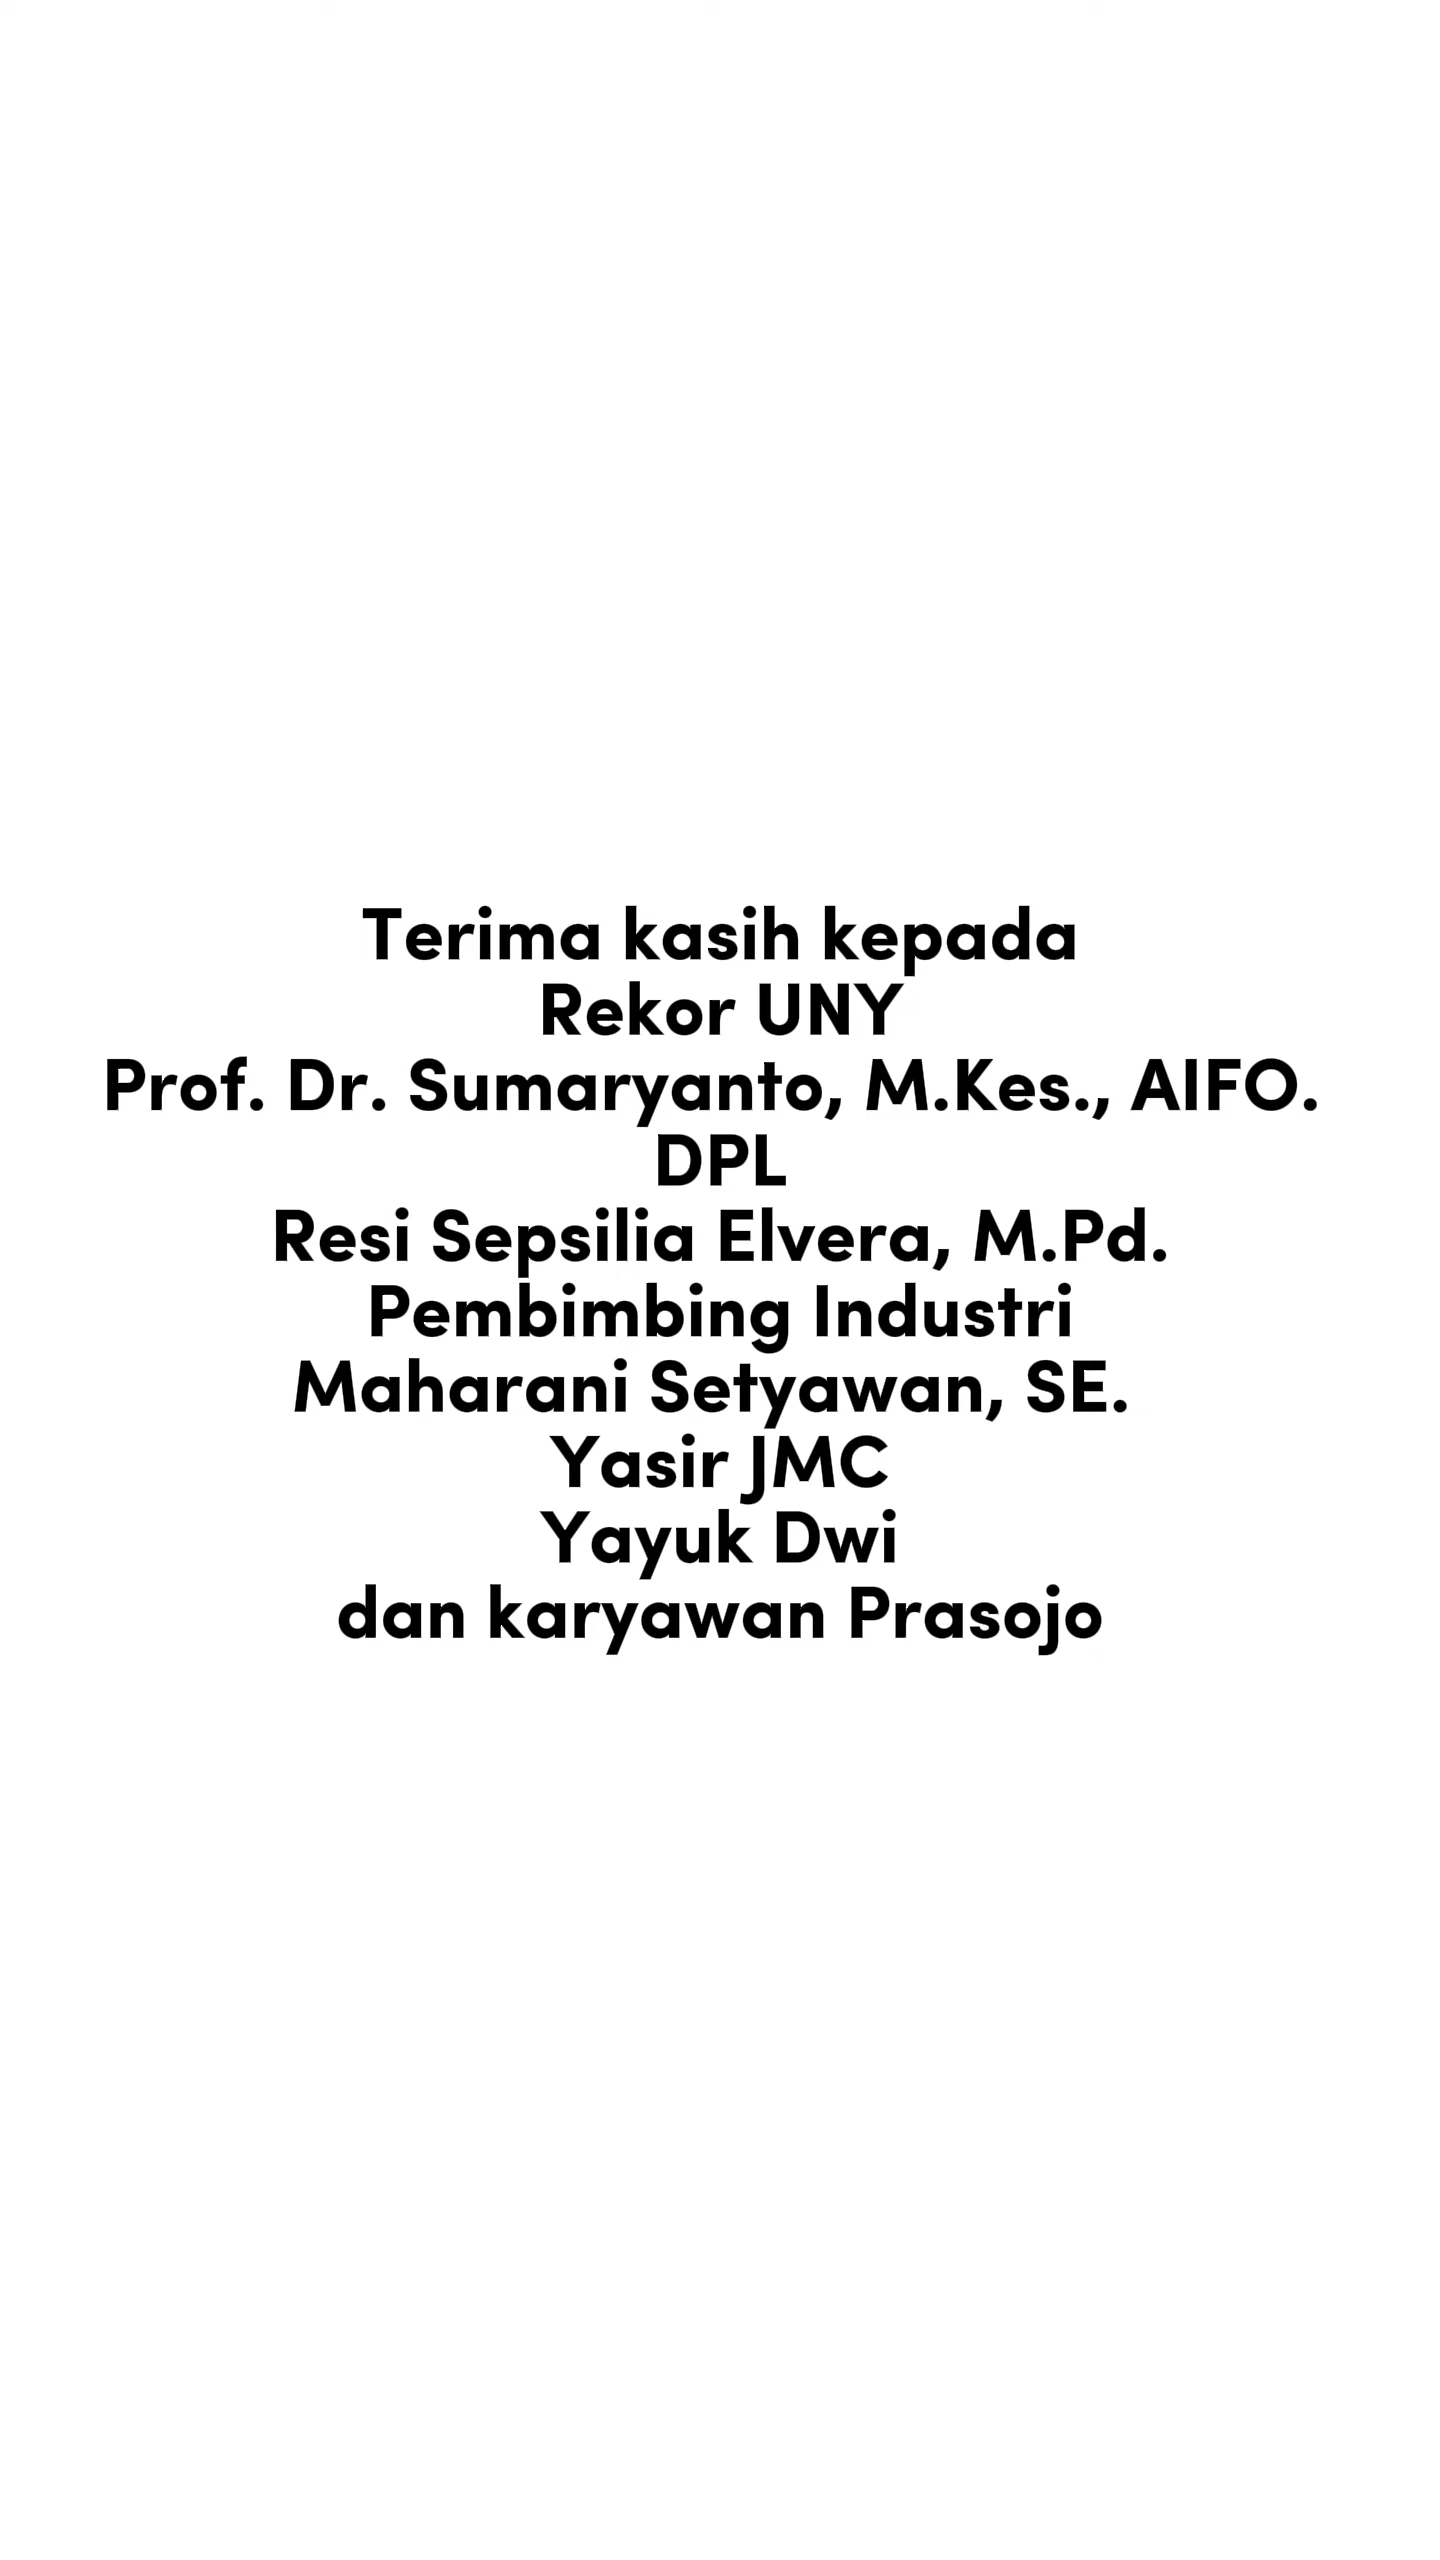 Terima kasih kepada
Rekor UNY
Prof. Dr. Sumaryanto, M.Kes., AIFO.
DPL
Resi Sepsilia Elvera, M.Pd.
Pembimbing Industri
Maharani Setyawan, SE.
Yasir JMC
Yayuk Dwi
dan karyawan Prasojo